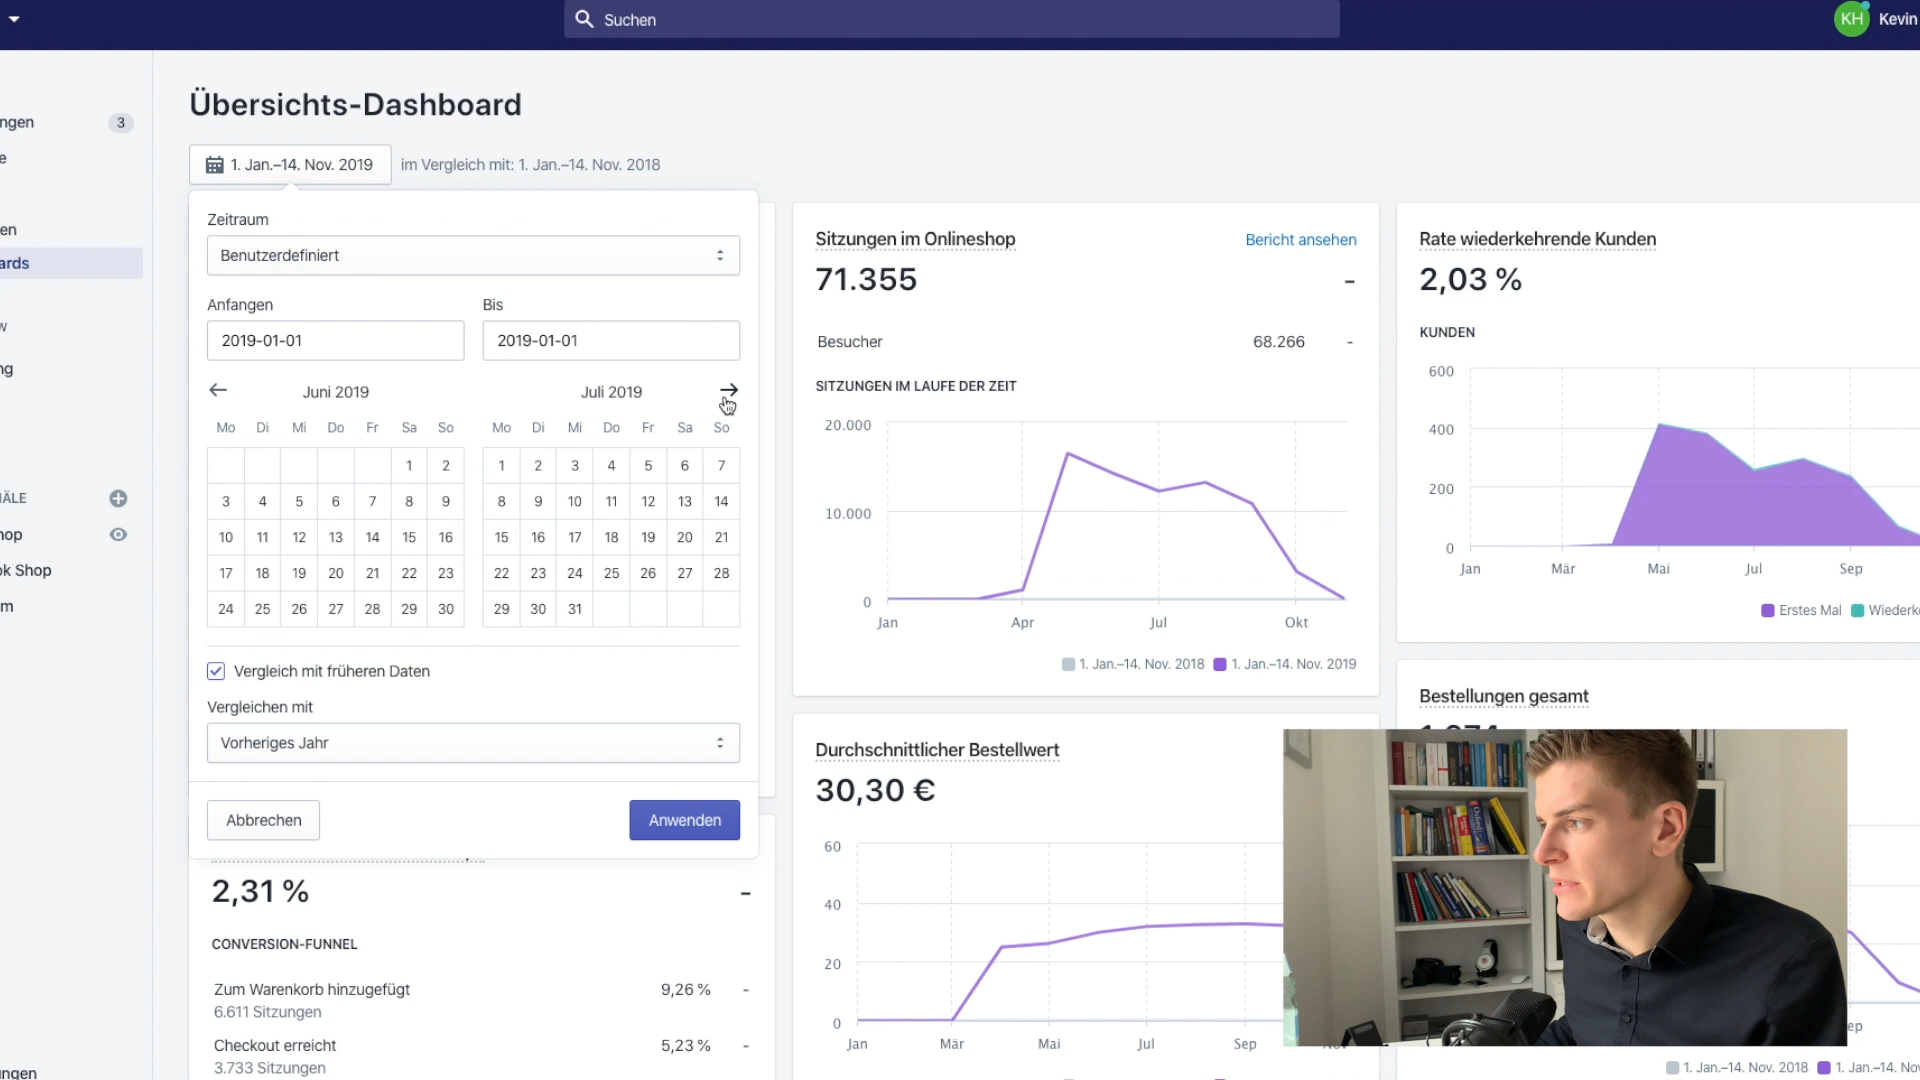 Suchen
KH Kevin
Übersichts-Dashboard
ngen 3
e
en
ards
w
ng
ÄLE
hop
ok Shop
m
ngen
1. Jan.–14. Nov. 2019 im Vergleich mit: 1. Jan.–14. Nov. 2018
Zeitraum
Benutzerdefiniert
Anfangen Bis
2019-01-01 2019-01-01
Juni 2019 Juli 2019
Mo Di Mi Do Fr Sa So Mo Di Mi Do Fr Sa So
1 2 1 2 3 4 5 6 7
3 4 5 6 7 8 9 8 9 10 11 12 13 14
10 11 12 13 14 15 16 15 16 17 18 19 20 21
17 18 19 20 21 22 23 22 23 24 25 26 27 28
24 25 26 27 28 29 30 29 30 31
Vergleich mit früheren Daten
Vergleichen mit
Vorheriges Jahr
Abbrechen Anwenden
2,31 % -
CONVERSION-FUNNEL
Zum Warenkorb hinzugefügt 9,26 % -
6.611 Sitzungen
Checkout erreicht 5,23 % -
3.733 Sitzungen
Sitzungen im Onlineshop Bericht ansehen
71.355 -
Besucher 68.266 -
SITZUNGEN IM LAUFE DER ZEIT
20.000
10.000
0
Jan Apr Jul Okt
1. Jan.–14. Nov. 2018 1. Jan.–14. Nov. 2019
Durchschnittlicher Bestellwert
30,30 €
60
40
20
0
Jan Mär Mai Jul Sep
Rate wiederkehrende Kunden
2,03 %
KUNDEN
600
400
200
0
Jan Mär Mai Jul Sep
Erstes Mal Wiederk
Bestellungen gesamt
ep
1. Jan.–14. Nov. 2018 1. Jan.–14. Nov